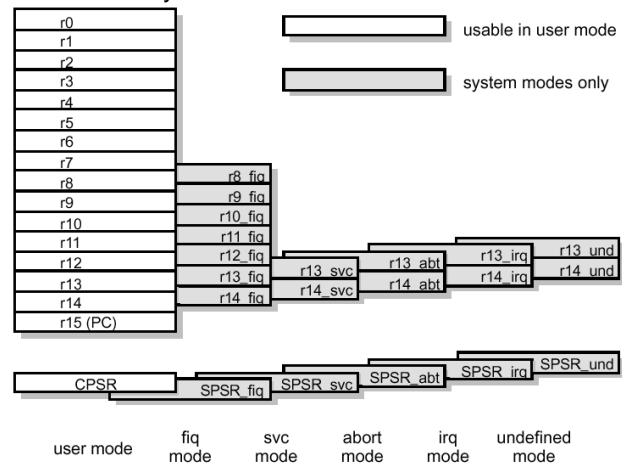 r0
usable in user mode
r1
r2
r3
system modes only
r4
r5
r6
r7
r8
r8_fiq
r9
r9_fiq
r10
r10_fiq
r11
r11_fiq
r12
r12_fiq
r13_svc
r13_abt
r13_irq
r13_und
r13
r13_fiq
r14_svc
r14_abt
r14_irq
r14_und
r14
r14_fiq
r15 (PC)
CPSR
SPSR_fiq
SPSR_svc
SPSR_abt
SPSR_irq
SPSR_und
user mode
fiq
mode
svc
mode
abort
mode
irq
mode
undefined
mode